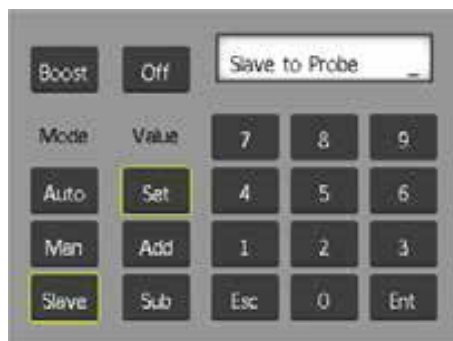 Boost Off Slave to Probe _
Mode Value 7 8 9
Auto Set 4 5 6
Man Add 1 2 3
Slave Sub Esc 0 Ent